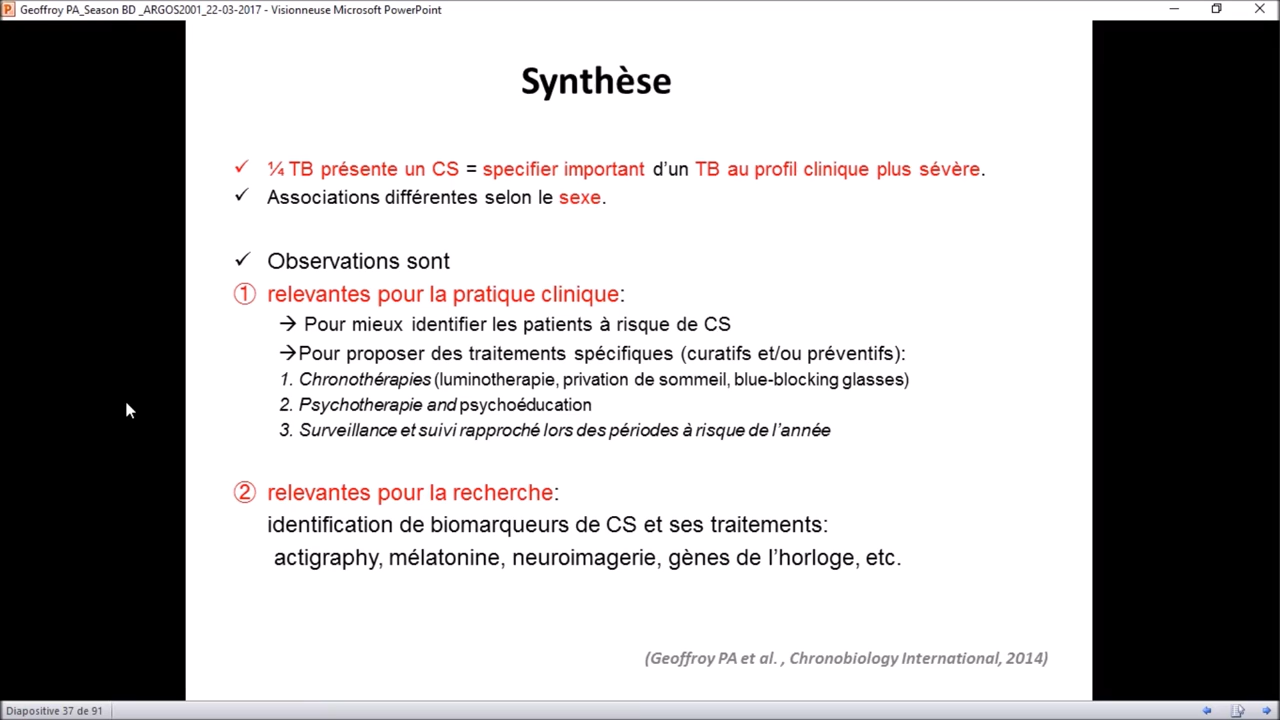 Geoffroy PA_Season BD _ARGOS2001_22-03-2017 - Visionneuse Microsoft PowerPoint
Synthèse
✓ ¼ TB présente un CS = specifier important d’un TB au profil clinique plus sévère.
✓ Associations différentes selon le sexe.
✓ Observations sont
① relevantes pour la pratique clinique:
→ Pour mieux identifier les patients à risque de CS
→Pour proposer des traitements spécifiques (curatifs et/ou préventifs):
1. Chronothérapies (luminotherapie, privation de sommeil, blue-blocking glasses)
2. Psychotherapie and psychoéducation
3. Surveillance et suivi rapproché lors des périodes à risque de l’année
② relevantes pour la recherche:
identification de biomarqueurs de CS et ses traitements:
actigraphy, mélatonine, neuroimagerie, gènes de l’horloge, etc.
(Geoffroy PA et al. , Chronobiology International, 2014)
Diapositive 37 de 91